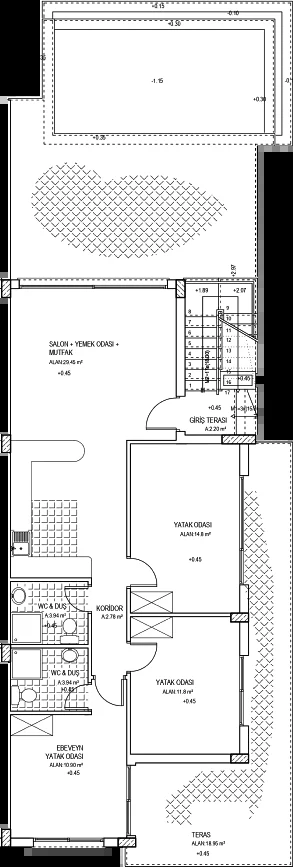 +0.15
-0.10
+0.30
-1.15
+0.30
+0.35
+2.97
+1.89
+2.07
9
8
10
7
11
6
12
5
13
4
14
3
15
2
16
1
17
SALON + YEMEK ODASI +
MUTFAK
ALAN:29.45 m²
+0.45
+0.45
+0.45
GİRİŞ TERASI
A:2.20 m²
YATAK ODASI
ALAN:14.8 m²
+0.45
WC & DUŞ
A:3.94 m²
+0.45
KORİDOR
A:2.78 m²
WC & DUŞ
A:3.94 m²
+0.45
YATAK ODASI
ALAN:11.8 m²
+0.45
EBEVEYN
YATAK ODASI
ALAN:10.90 m²
+0.45
TERAS
ALAN:18.95 m²
+0.45